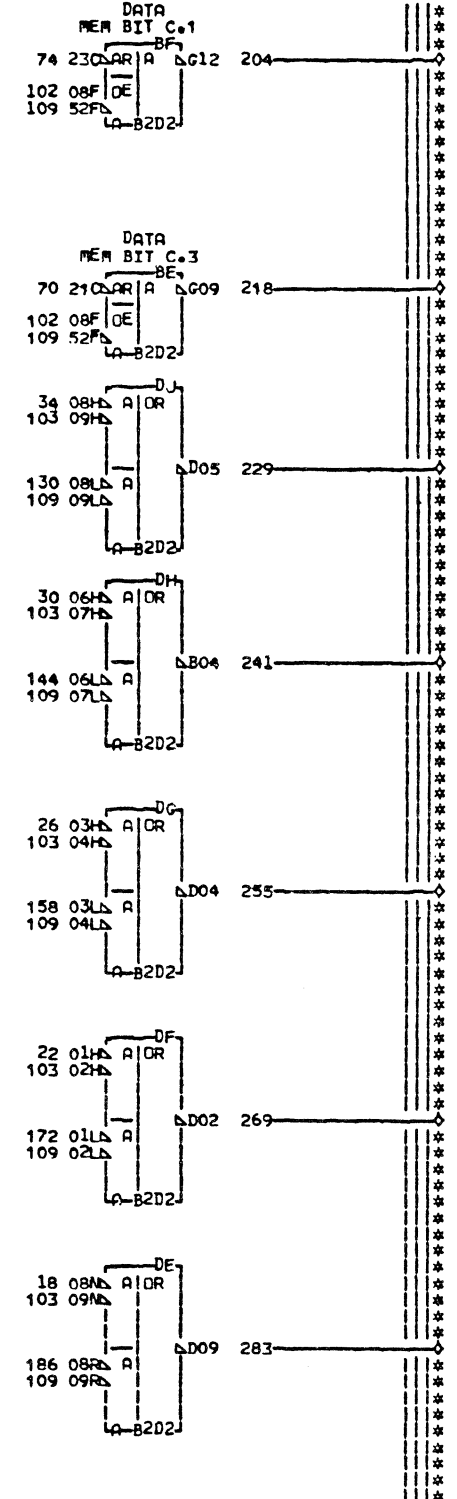 DATA
MEM BIT C.1
BF
74 23C AR A G12 204
102 08F OE
109 52F
A B2D2
DATA
MEM BIT C.3
BE
70 21C AR A G09 218
102 08F OE
109 52F
A B2D2
DJ
34 08H A OR
103 09H
D05 229
130 08L A
109 09L
A B2D2
DH
30 06H A OR
103 07H
B04 241
144 06L A
109 07L
A B2D2
DG
26 03H A OR
103 04H
D04 255
158 03L A
109 04L
A B2D2
DF
22 01H A OR
103 02H
D02 269
172 01L A
109 02L
A B2D2
DE
18 08N A OR
103 09N
D09 283
186 08R A
109 09R
A B2D2